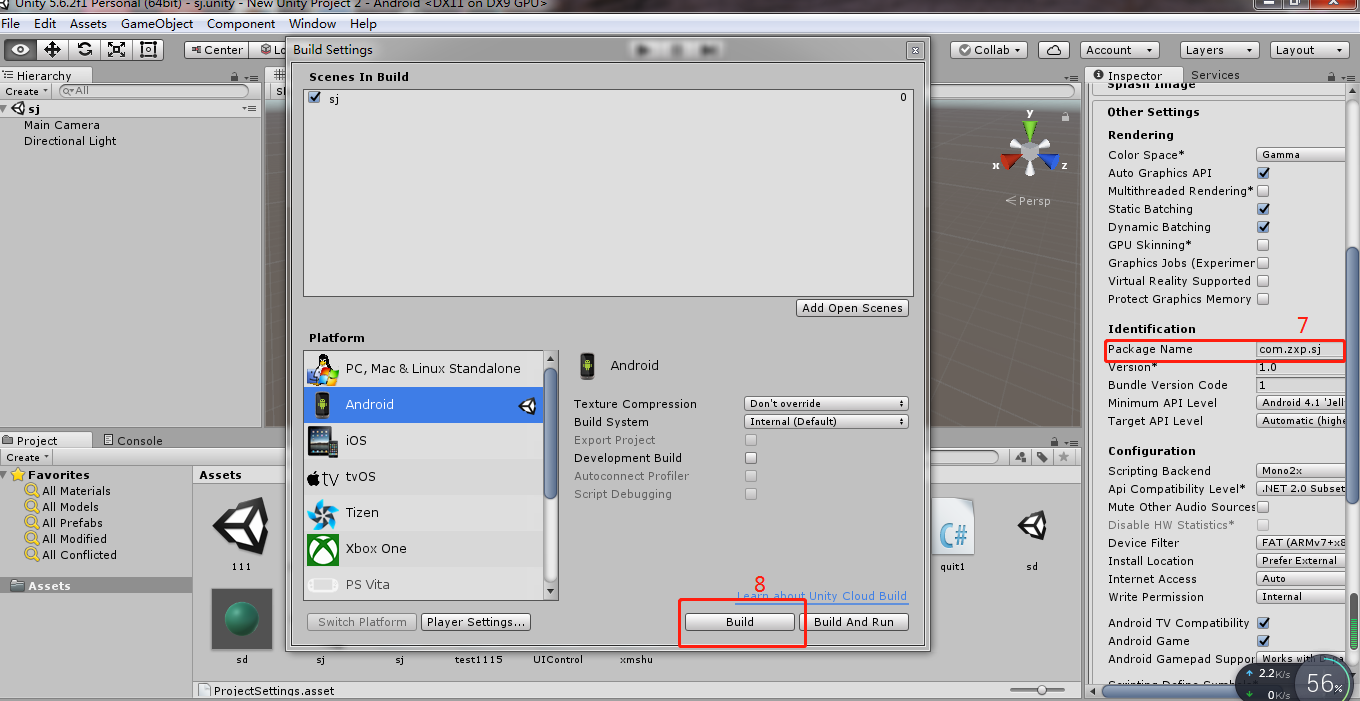 Unity 5.6.2f1 Personal (64bit) - sj.unity - New Unity Project 2 - Android <DX11 on DX9 GPU>
File Edit Assets GameObject Component Window Help
Center
Collab
Account
Layers
Layout
Build Settings
Hierarchy
Create
All
sj
Main Camera
Directional Light
Scenes In Build
sj 0
Add Open Scenes
Platform
PC, Mac & Linux Standalone
Android
iOS
tv tvOS
Tizen
Xbox One
PS Vita
Android
Texture Compression Don't override
Build System Internal (Default)
Export Project
Development Build
Autoconnect Profiler
Script Debugging
8
Learn about Unity Cloud Build
Switch Platform
Player Settings...
Build
Build And Run
y
x
z
Persp
Inspector
Services
Splash Image
Other Settings
Rendering
Color Space* Gamma
Auto Graphics API
Multithreaded Rendering*
Static Batching
Dynamic Batching
GPU Skinning*
Graphics Jobs (Experimer
Virtual Reality Supported
Protect Graphics Memory
Identification
7
Package Name com.zxp.sj
Version* 1.0
Bundle Version Code 1
Minimum API Level Android 4.1 'Jell
Target API Level Automatic (highe
Configuration
Scripting Backend Mono2x
Api Compatibility Level* .NET 2.0 Subset
Mute Other Audio Sources
Disable HW Statistics*
Device Filter FAT (ARMv7+x8
Install Location Prefer External
Internet Access Auto
Write Permission Internal
Android TV Compatibility
Android Game
Android Gamepad Suppor
2.2K/s
0K/s
56%
Project
Console
Create
Favorites
All Materials
All Models
All Prefabs
All Modified
All Conflicted
Assets
Assets
111
C#
quit1
sd
sd
sj
sj
test1115
UIControl
xmshu
ProjectSettings.asset